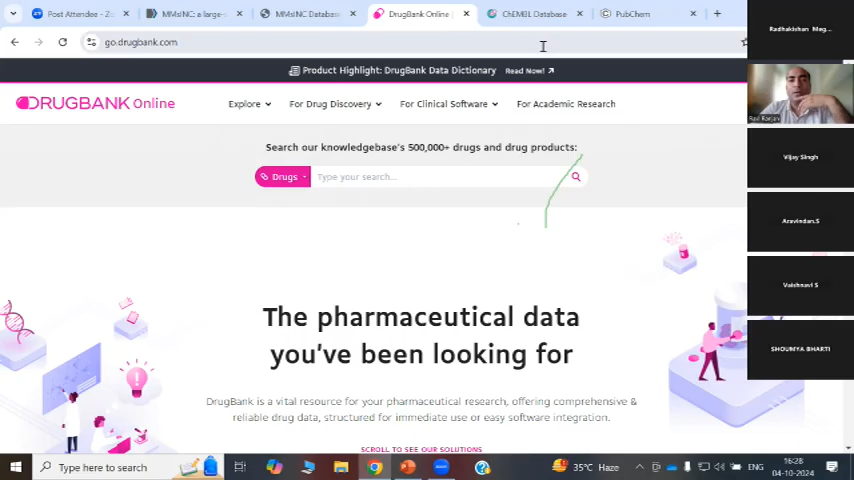 Post Attendee - Z
MMsINC: a large-s
MMsINC Database
DrugBank Online |
ChEMBL Database
PubChem
go.drugbank.com
Product Highlight: DrugBank Data Dictionary Read Now!
DRUGBANK Online
Explore
For Drug Discovery
For Clinical Software
For Academic Research
Search our knowledgebase's 500,000+ drugs and drug products:
Drugs
Type your search...
The pharmaceutical data
you've been looking for
DrugBank is a vital resource for your pharmaceutical research, offering comprehensive &
reliable drug data, structured for immediate use or easy software integration.
SCROLL TO SEE OUR SOLUTIONS
Radhakishan Meg...
Ravi Ranjan
Vijay Singh
Aravindan.S
Vaishnavi S
SHOUMYA BHARTI
Type here to search
35°C Haze
ENG
16:28
04-10-2024